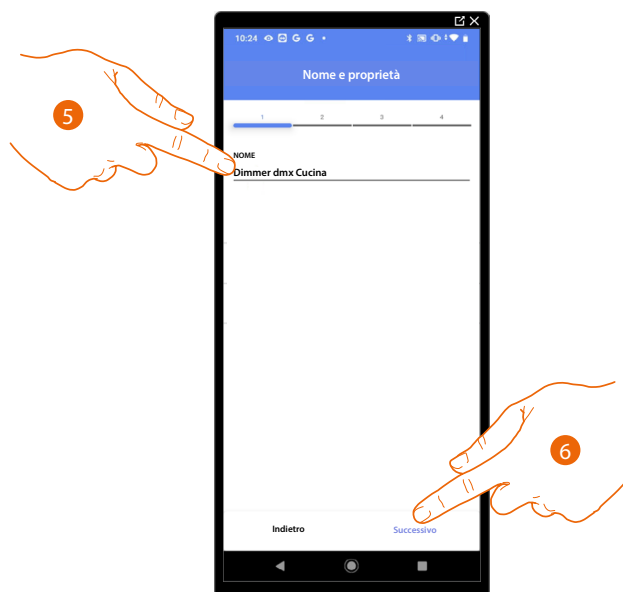 10:24 G G
Nome e proprietà
1 2 3 4
5
NOME
Dimmer dmx Cucina
6
Indietro Successivo